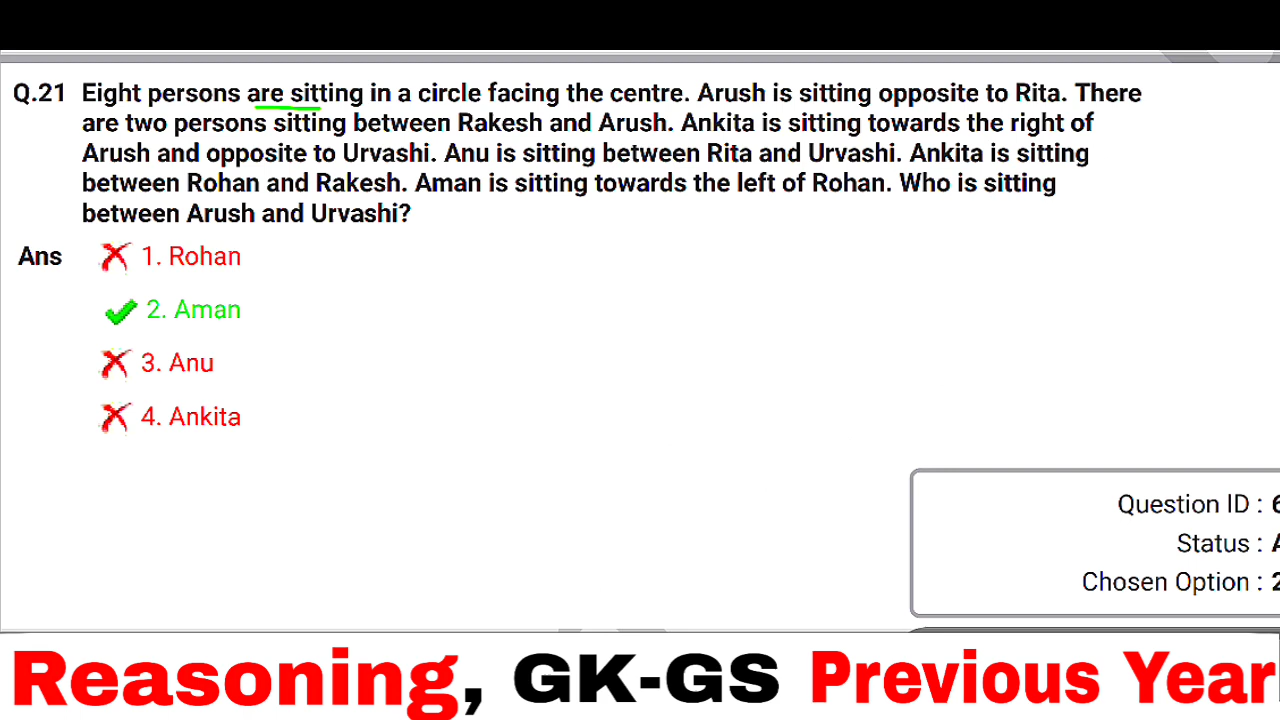 Q.21 Eight persons are sitting in a circle facing the centre. Arush is sitting opposite to Rita. There
are two persons sitting between Rakesh and Arush. Ankita is sitting towards the right of
Arush and opposite to Urvashi. Anu is sitting between Rita and Urvashi. Ankita is sitting
between Rohan and Rakesh. Aman is sitting towards the left of Rohan. Who is sitting
between Arush and Urvashi?
Ans 1. Rohan
2. Aman
3. Anu
4. Ankita
Question ID :
Status :
Chosen Option : 2
Reasoning, GK-GS Previous Year